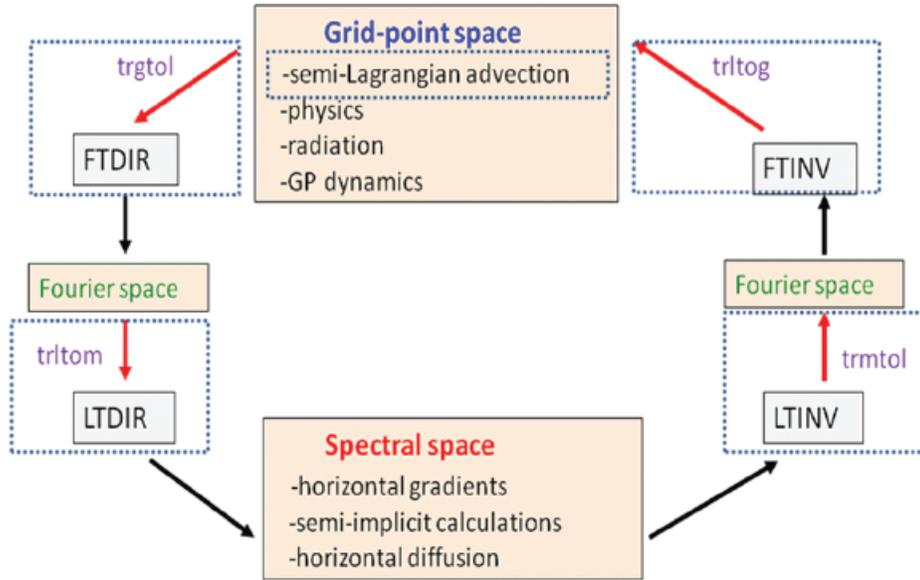 Grid-point space
-semi-Lagrangian advection
-physics
-radiation
-GP dynamics
trgtol
FTDIR
Fourier space
trltom
LTDIR
Spectral space
-horizontal gradients
-semi-implicit calculations
-horizontal diffusion
trltog
FTINV
Fourier space
trmtol
LTINV